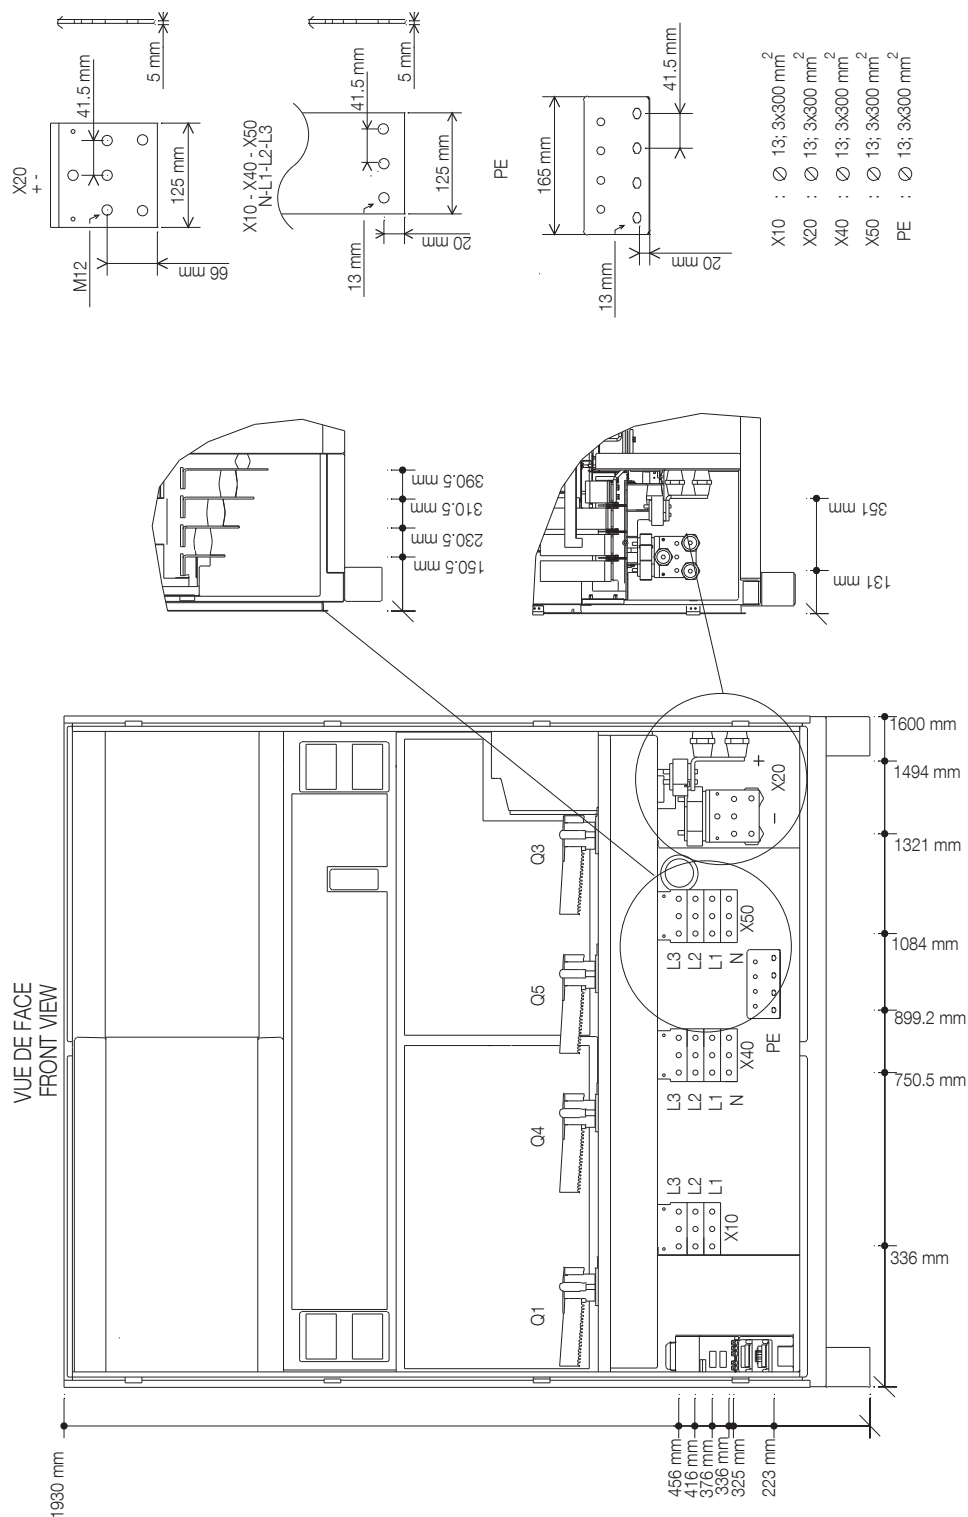 VUE DE FACE
FRONT VIEW
1930 mm
456 mm
416 mm
376 mm
336 mm
325 mm
223 mm
Q1
Q4
Q5
Q3
L3
L2
L1
X10
L3
L2
L1
N
X40
PE
L3
L2
L1
N
X50
-
+
X20
336 mm
750.5 mm
899.2 mm
1084 mm
1321 mm
1494 mm
1600 mm
150.5 mm
230.5 mm
310.5 mm
390.5 mm
131 mm
351 mm
X20
+ -
M12
41.5 mm
5 mm
66 mm
125 mm
X10 - X40 - X50
N-L1-L2-L3
13 mm
41.5 mm
5 mm
20 mm
125 mm
PE
165 mm
13 mm
20 mm
41.5 mm
X10 : ∅ 13; 3x300 mm²
X20 : ∅ 13; 3x300 mm²
X40 : ∅ 13; 3x300 mm²
X50 : ∅ 13; 3x300 mm²
PE : ∅ 13; 3x300 mm²